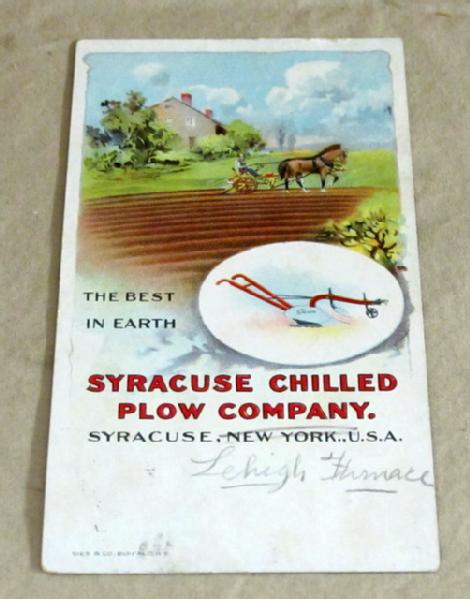 THE BEST
IN EARTH
SYRACUSE CHILLED
PLOW COMPANY.
SYRACUSE, NEW YORK., U.S.A.
Lehigh Furnace